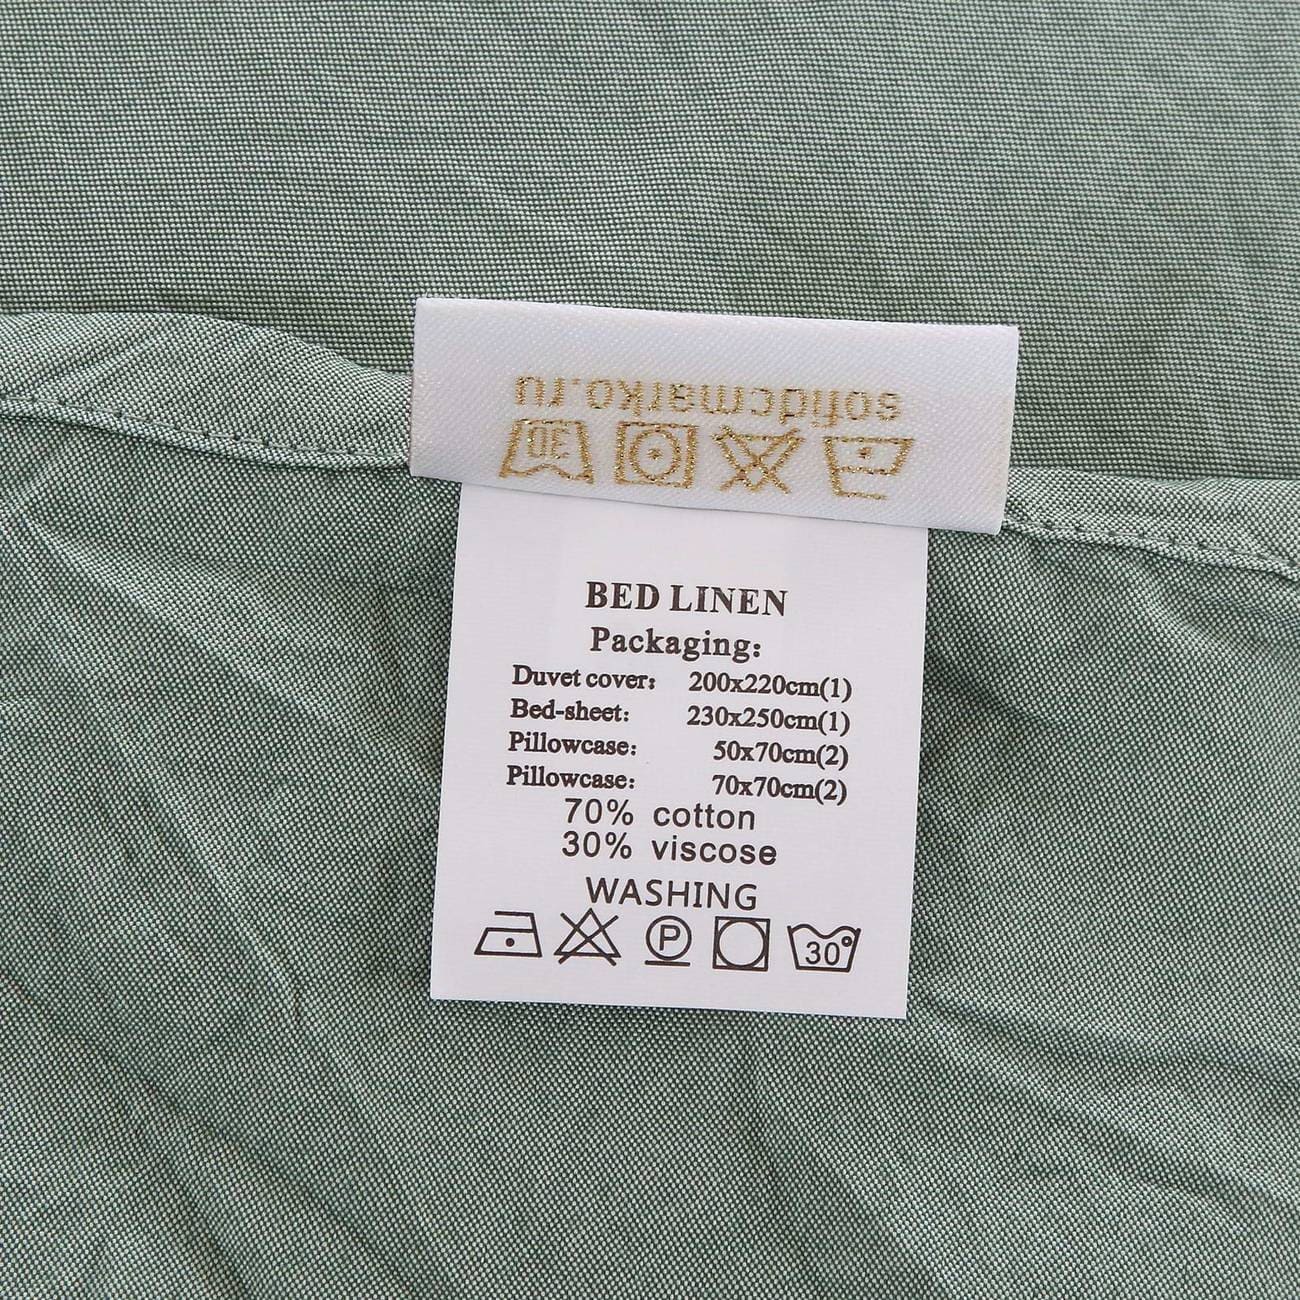 sofidcmarko.ru
30
BED LINEN
Packaging:
Duvet cover: 200x220cm(1)
Bed-sheet: 230x250cm(1)
Pillowcase: 50x70cm(2)
Pillowcase: 70x70cm(2)
70% cotton
30% viscose
WASHING
P 30°